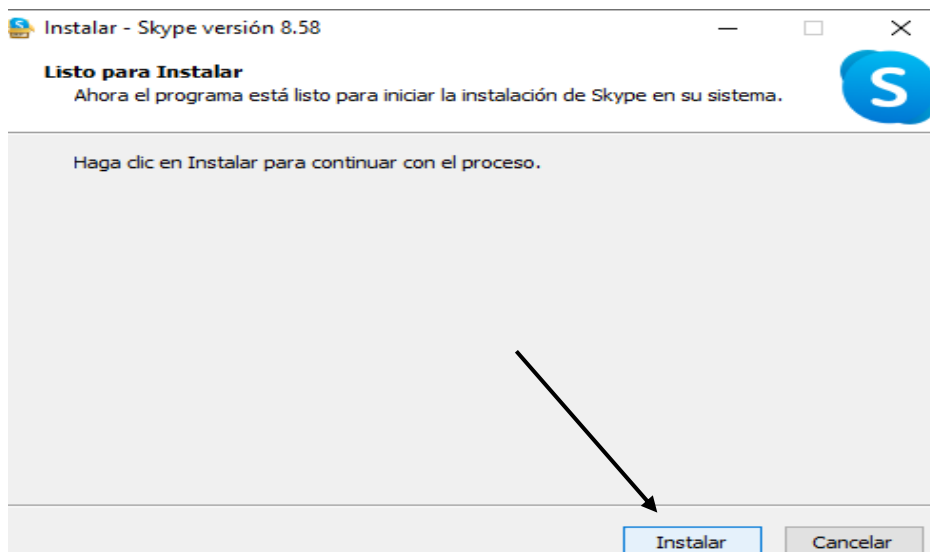 Instalar - Skype versión 8.58
Listo para Instalar
Ahora el programa está listo para iniciar la instalación de Skype en su sistema.
S
Haga clic en Instalar para continuar con el proceso.
Instalar
Cancelar